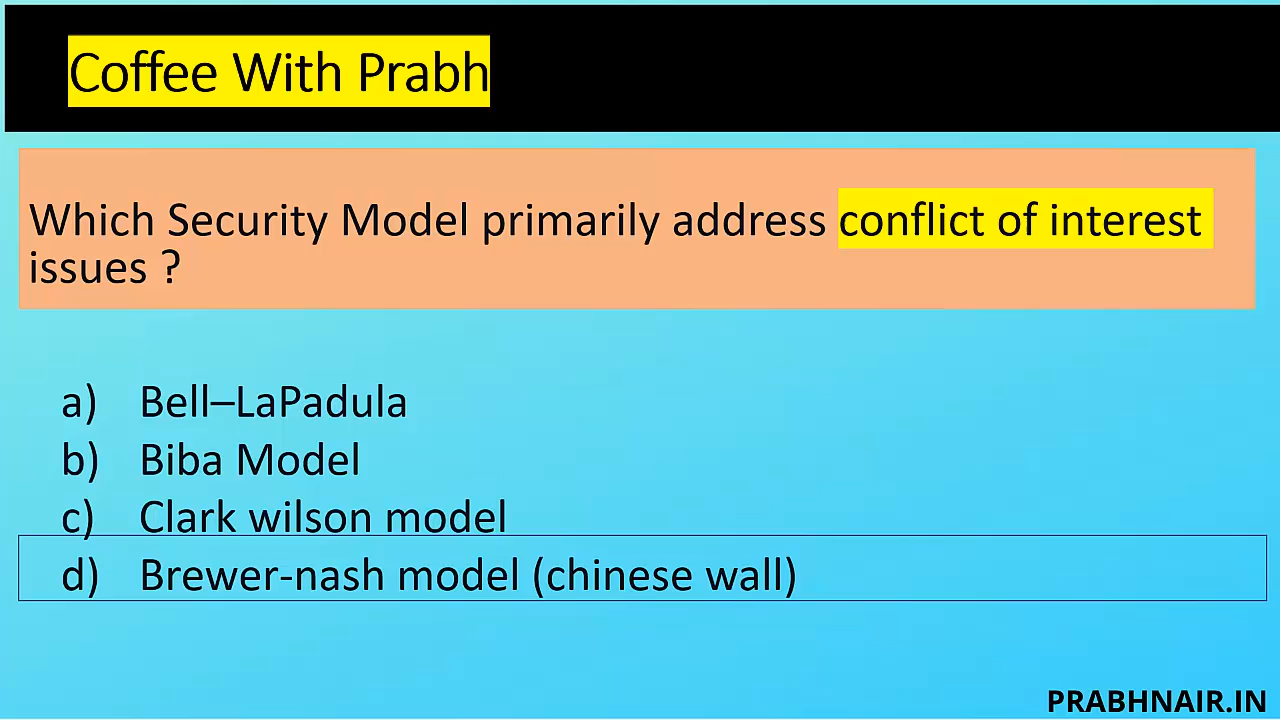 Coffee With Prabh
Which Security Model primarily address conflict of interest
issues ?
a) Bell–LaPadula
b) Biba Model
c) Clark wilson model
d) Brewer-nash model (chinese wall)
PRABHNAIR.IN